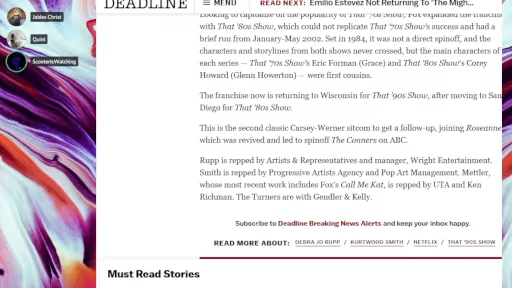 DEADLINE
MENU
READ NEXT: Emilio Estevez Not Returning To 'The Migh...
Jables Christ
Quint
ScooterIsWatching
Looking to capitalize on the popularity of That '70s Show, Fox expanded the franchis
with That '80s Show, which could not replicate That '70s Show's success and had a
brief run from January-May 2002. Set in 1984, it was not a direct spinoff, and the
characters and storylines from both shows never crossed, but the main characters of
each series — That '70s Show's Eric Forman (Grace) and That '80s Show's Corey
Howard (Glenn Howerton) — were first cousins.
The franchise now is returning to Wisconsin for That '90s Show, after moving to San
Diego for That '80s Show.
This is the second classic Carsey-Werner sitcom to get a follow-up, joining Roseanne
which was revived and led to spinoff The Conners on ABC.
Rupp is repped by Artists & Representatives and manager, Wright Entertainment.
Smith is repped by Progressive Artists Agency and Pop Art Management. Mettler,
whose most recent work includes Fox's Call Me Kat, is repped by UTA and Ken
Richman. The Turners are with Gendler & Kelly.
Subscribe to Deadline Breaking News Alerts and keep your inbox happy.
READ MORE ABOUT: DEBRA JO RUPP / KURTWOOD SMITH / NETFLIX / THAT '90S SHOW
Must Read Stories